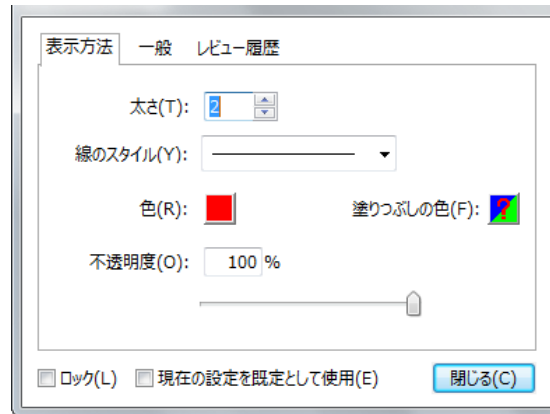 表示方法 一般 レビュー履歴
太さ(T): 2
線のスタイル(Y):
色(R): 塗りつぶしの色(F): ?
不透明度(O): 100 %
ロック(L) 現在の設定を既定として使用(E) 閉じる(C)